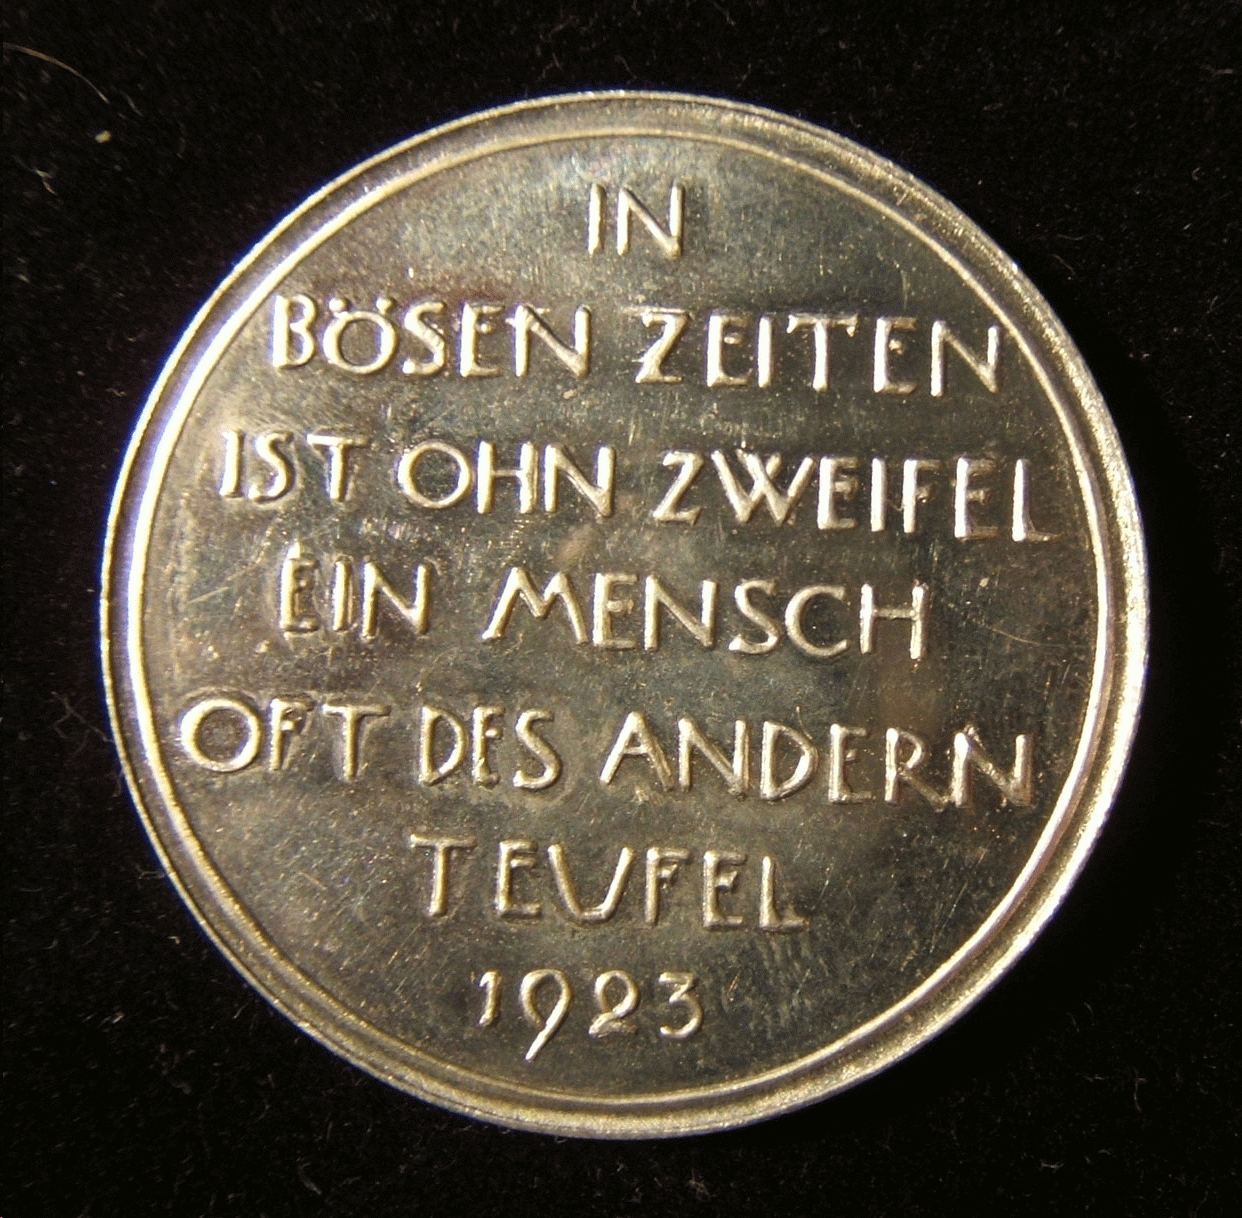 IN
BÖSEN ZEITEN
IST OHN ZWEIFEL
EIN MENSCH
OFT DES ANDERN
TEUFEL
1923